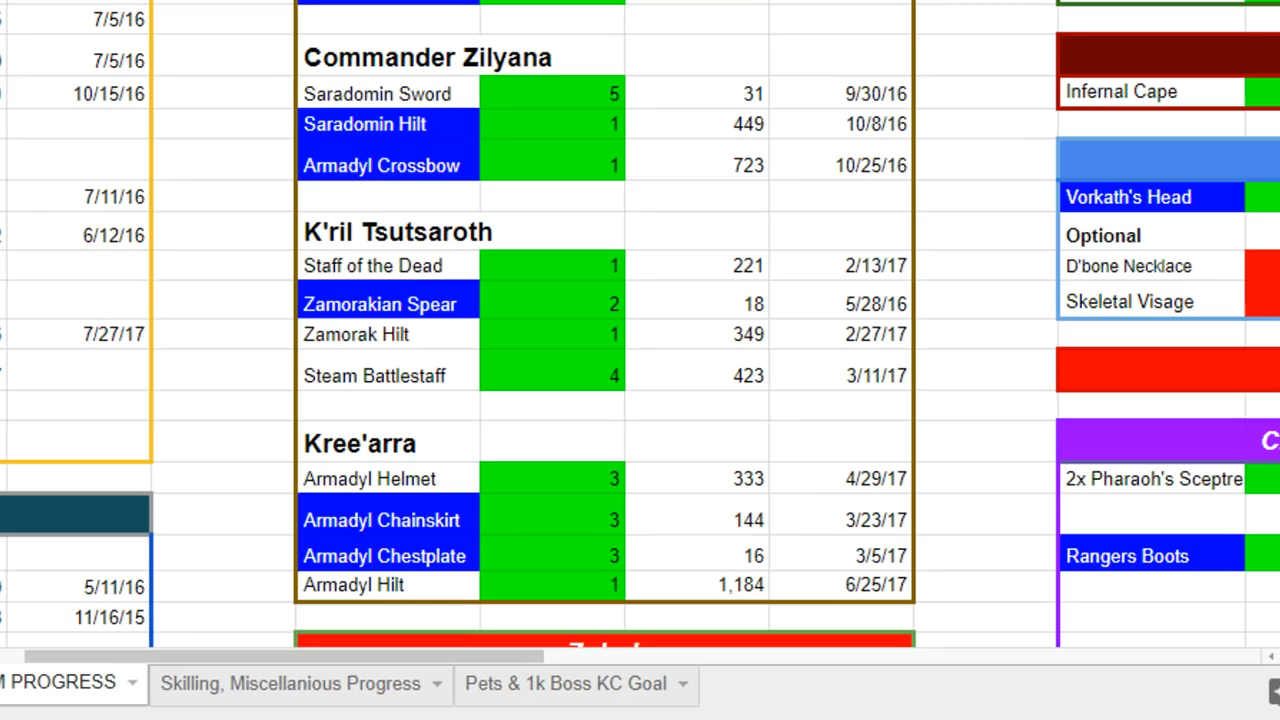 7/5/16
7/5/16
10/15/16
7/11/16
6/12/16
7/27/17
5/11/16
11/16/15
Commander Zilyana
Saradomin Sword 5 31 9/30/16
Saradomin Hilt 1 449 10/8/16
Armadyl Crossbow 1 723 10/25/16
K'ril Tsutsaroth
Staff of the Dead 1 221 2/13/17
Zamorakian Spear 2 18 5/28/16
Zamorak Hilt 1 349 2/27/17
Steam Battlestaff 4 423 3/11/17
Kree'arra
Armadyl Helmet 3 333 4/29/17
Armadyl Chainskirt 3 144 3/23/17
Armadyl Chestplate 3 16 3/5/17
Armadyl Hilt 1 1,184 6/25/17
Infernal Cape
Vorkath's Head
Optional
D'bone Necklace
Skeletal Visage
C
2x Pharaoh's Sceptre
Rangers Boots
M PROGRESS Skilling, Miscellanious Progress Pets & 1k Boss KC Goal